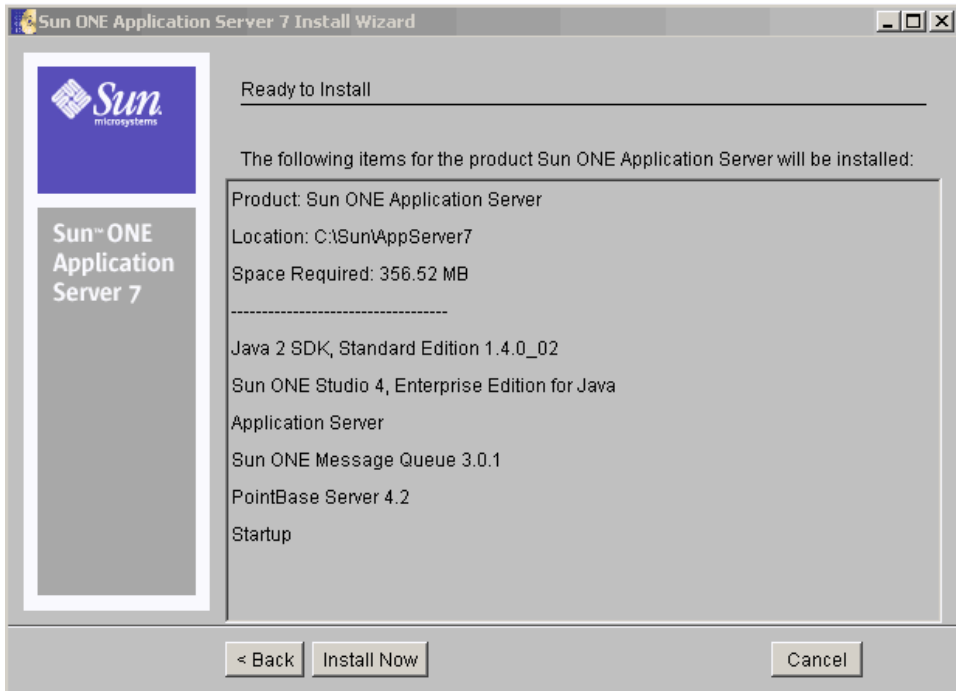 Sun ONE Application Server 7 Install Wizard
Sun
microsystems
Sun™ ONE
Application
Server 7
Ready to Install
The following items for the product Sun ONE Application Server will be installed:
Product: Sun ONE Application Server
Location: C:\Sun\AppServer7
Space Required: 356.52 MB
-----------------------------------
Java 2 SDK, Standard Edition 1.4.0_02
Sun ONE Studio 4, Enterprise Edition for Java
Application Server
Sun ONE Message Queue 3.0.1
PointBase Server 4.2
Startup
< Back
Install Now
Cancel